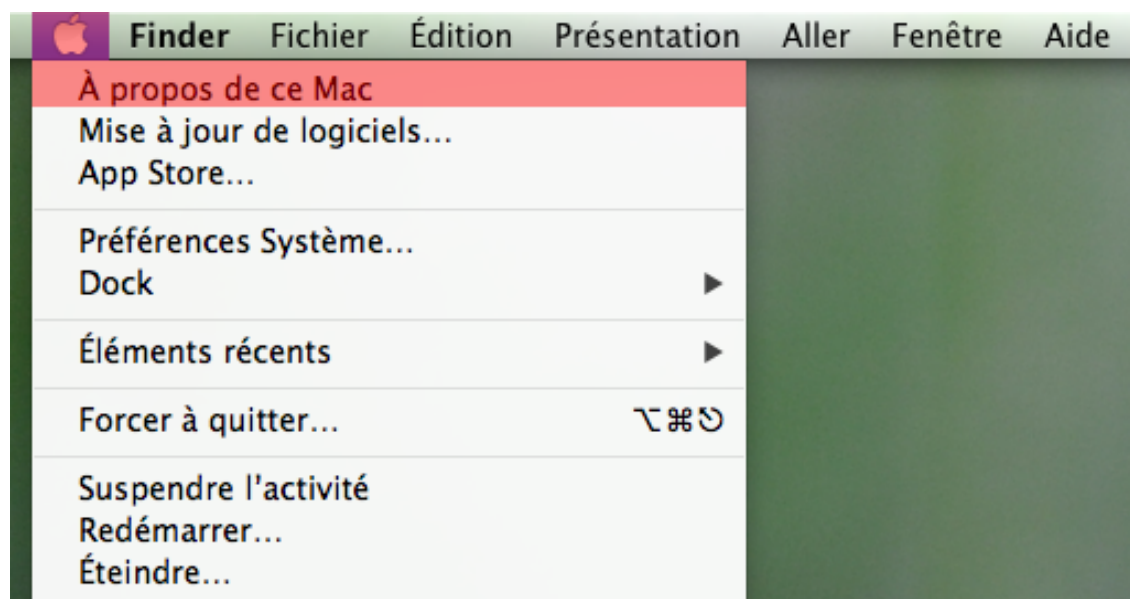 Finder Fichier Édition Présentation Aller Fenêtre Aide
À propos de ce Mac
Mise à jour de logiciels...
App Store...
Préférences Système...
Dock ▶
Éléments récents ▶
Forcer à quitter... ⌥⌘⎋
Suspendre l’activité
Redémarrer...
Éteindre...